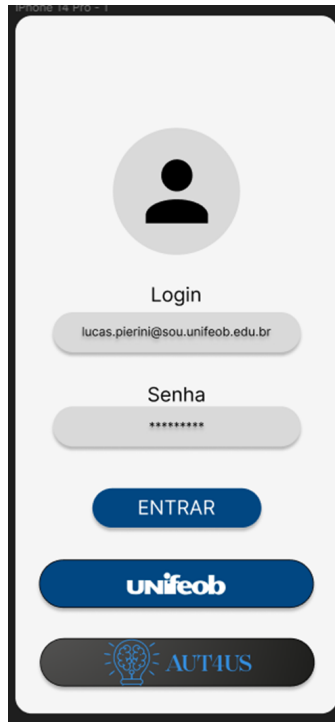 iPhone 14 Pro - 1
Login
lucas.pierini@sou.unifeob.edu.br
Senha
*********
ENTRAR
unifeob
AUT4US